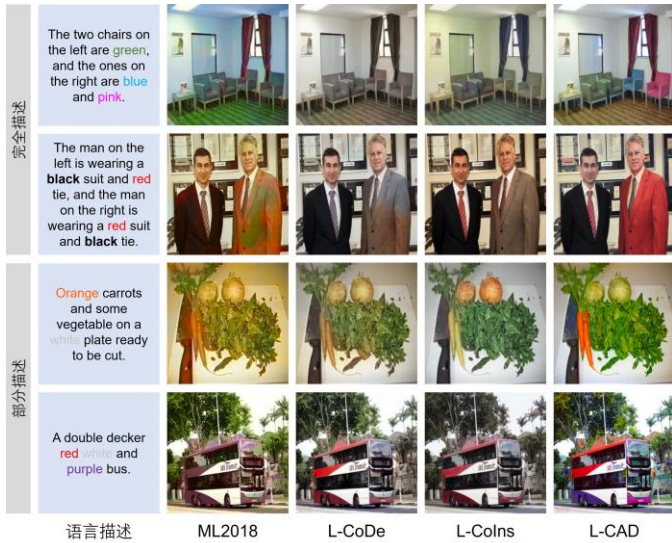 完全描述
The two chairs on
the left are green,
and the ones on
the right are blue
and pink.
The man on the
left is wearing a
black suit and red
tie, and the man
on the right is
wearing a red suit
and black tie.
部分描述
Orange carrots
and some
vegetable on a
white plate ready
to be cut.
A double decker
red white and
purple bus.
语言描述 ML2018 L-CoDe L-CoIns L-CAD